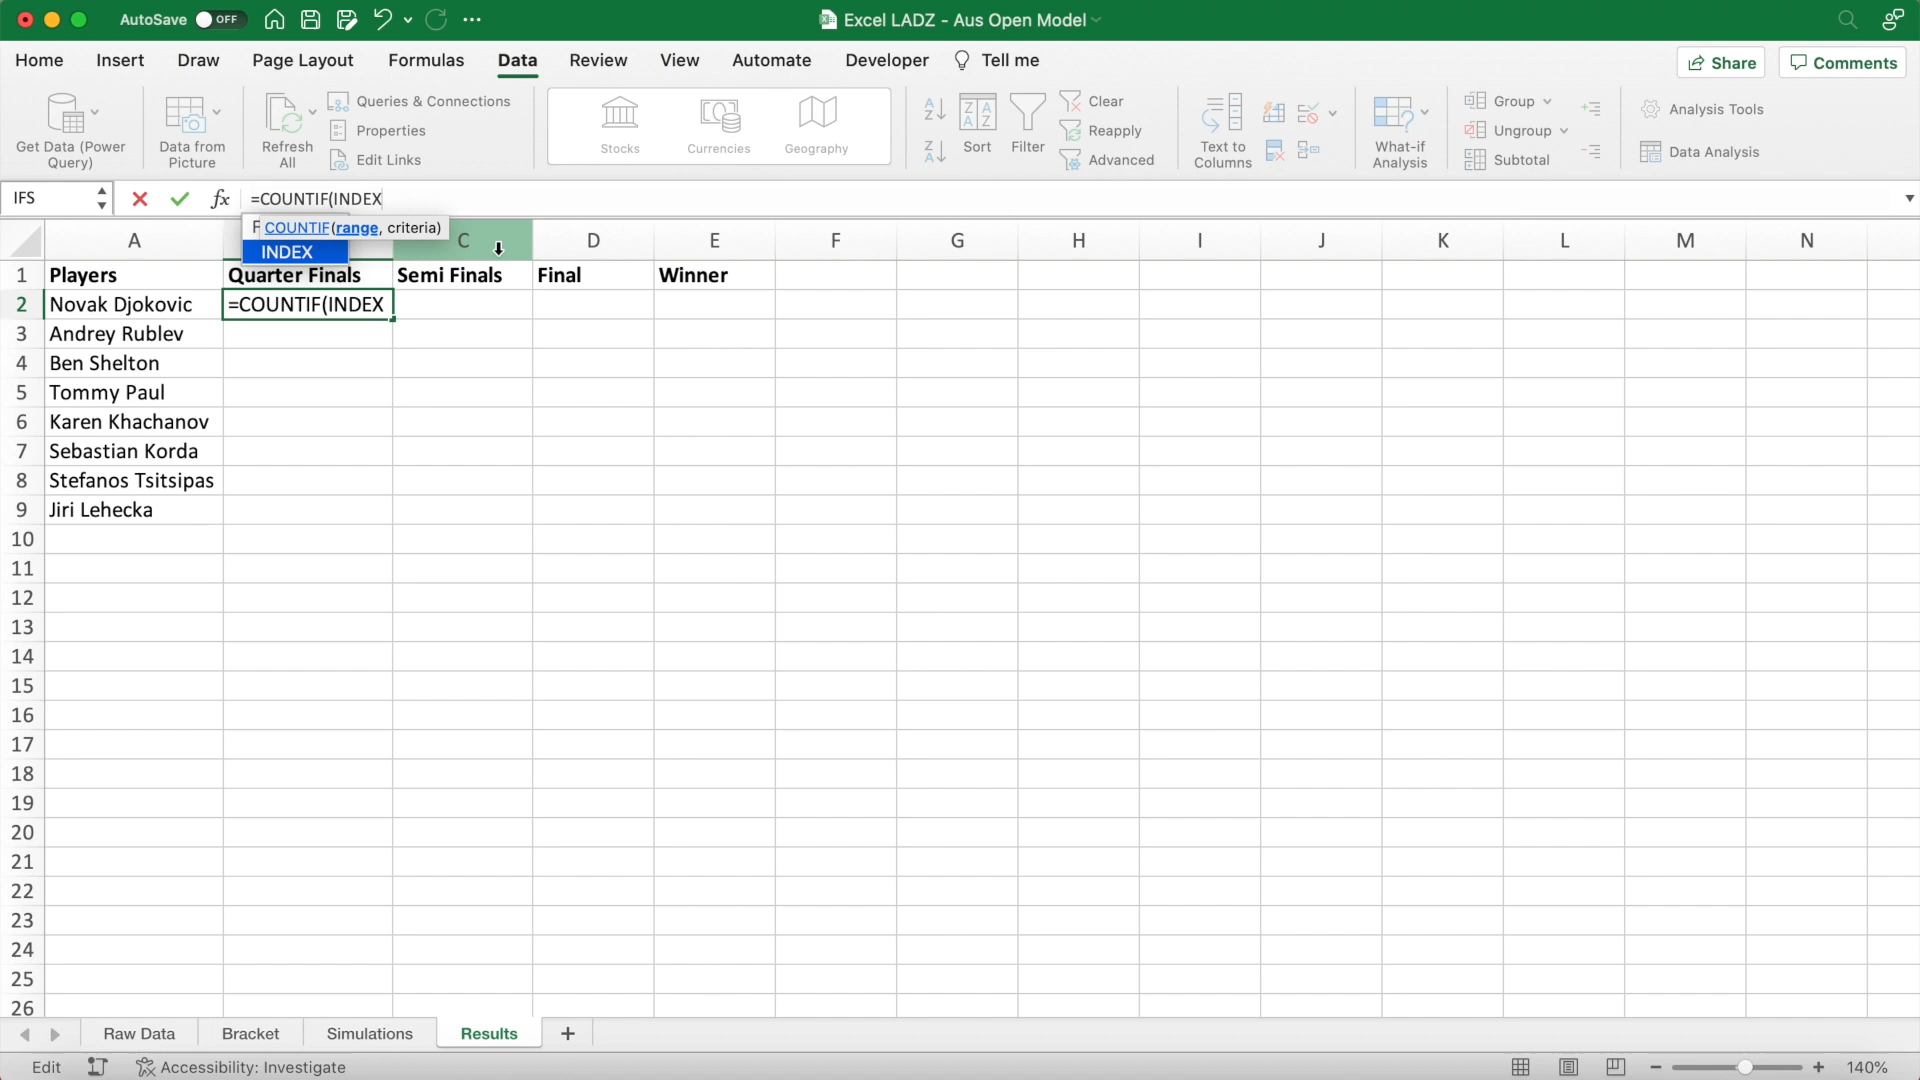 AutoSave OFF
Excel LADZ - Aus Open Model
Home Insert Draw Page Layout Formulas Data Review View Automate Developer Tell me
Share Comments
Get Data (Power Query)
Data from Picture
Refresh All
Queries & Connections
Properties
Edit Links
Stocks Currencies Geography
Sort Filter
Clear
Reapply
Advanced
Text to Columns
What-if Analysis
Group
Ungroup
Subtotal
Analysis Tools
Data Analysis
IFS fx =COUNTIF(INDEX
F COUNTIF(range, criteria)
INDEX
A C D E F G H I J K L M N
1 Players Quarter Finals Semi Finals Final Winner
2 Novak Djokovic =COUNTIF(INDEX
3 Andrey Rublev
4 Ben Shelton
5 Tommy Paul
6 Karen Khachanov
7 Sebastian Korda
8 Stefanos Tsitsipas
9 Jiri Lehecka
10
11
12
13
14
15
16
17
18
19
20
21
22
23
24
25
26
Raw Data Bracket Simulations Results +
Edit Accessibility: Investigate 140%